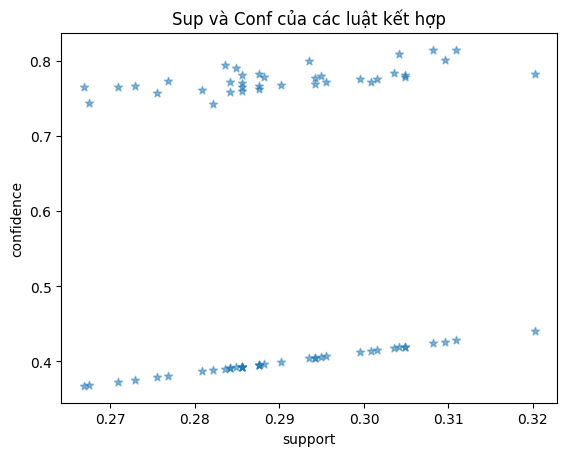 Sup và Conf của các luật kết hợp
confidence
0.8
0.7
0.6
0.5
0.4
0.27 0.28 0.29 0.30 0.31 0.32
support